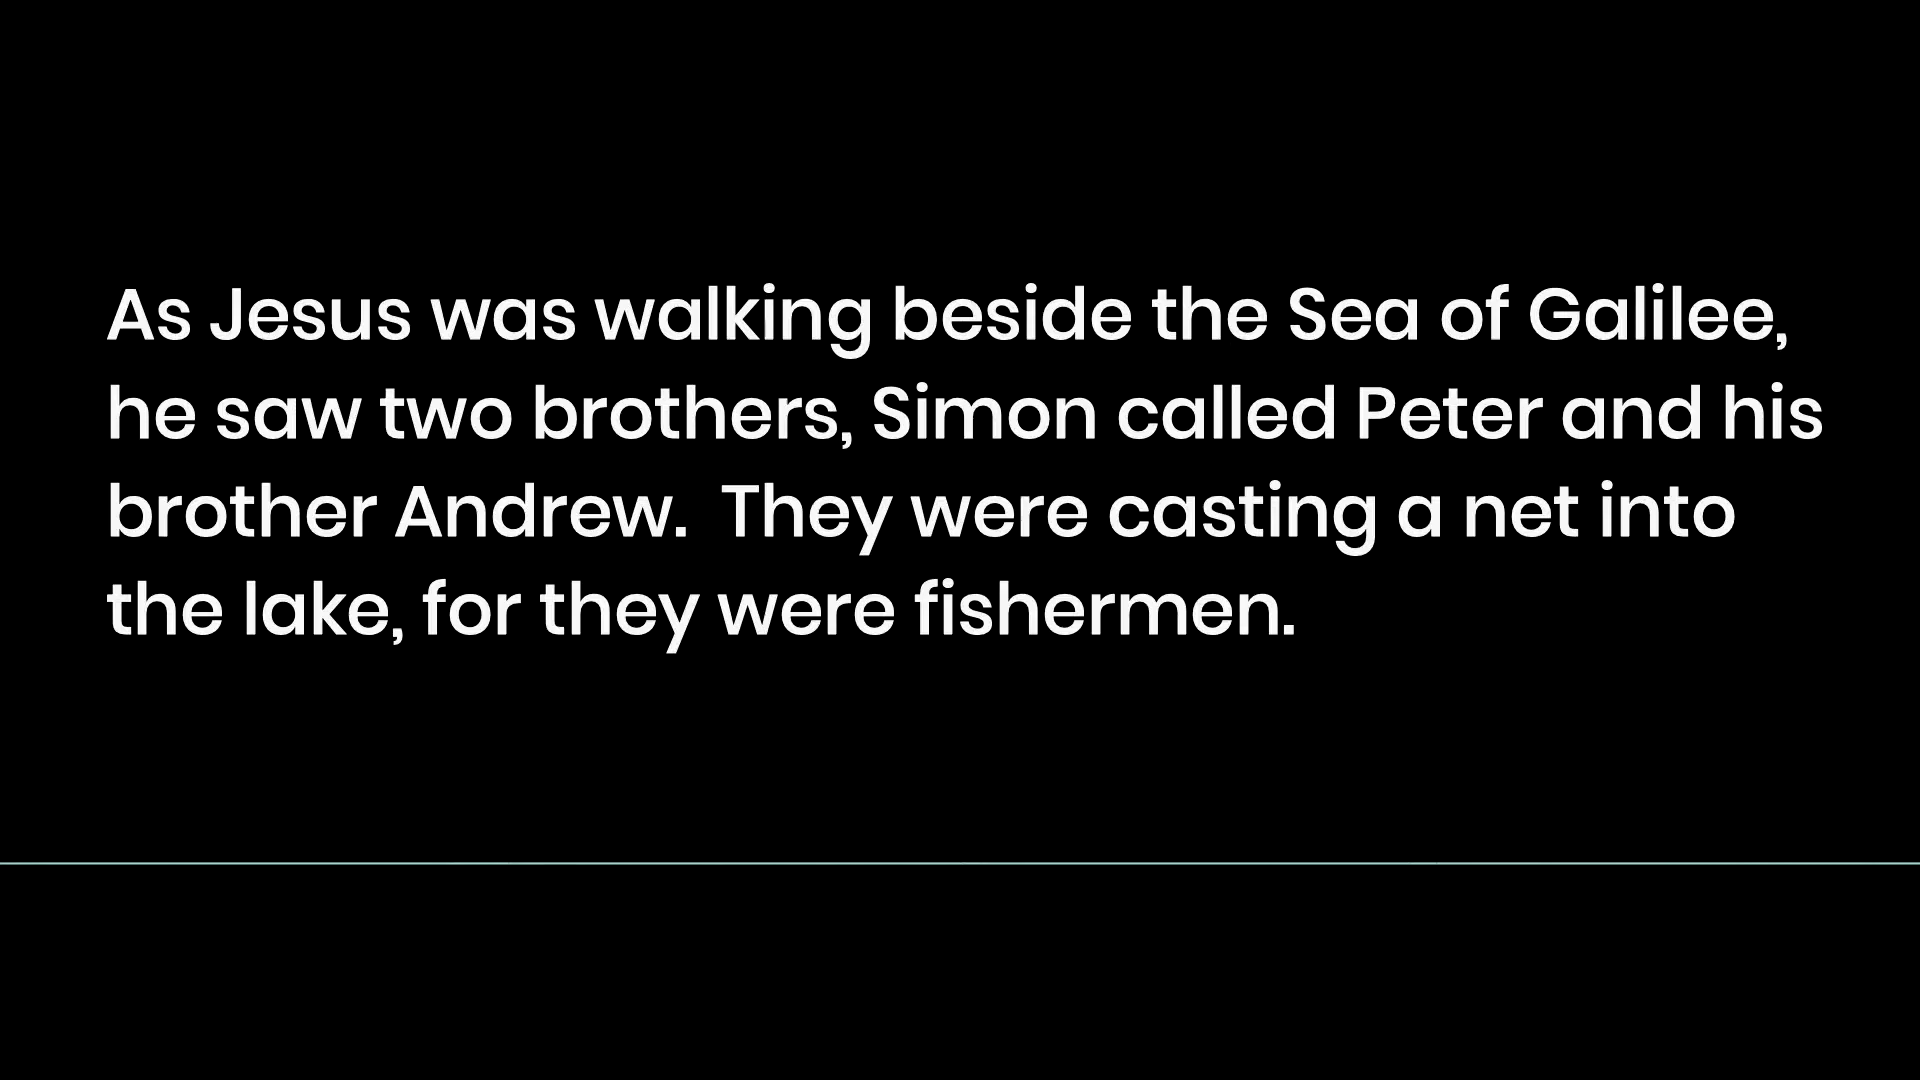 As Jesus was walking beside the Sea of Galilee,
he saw two brothers, Simon called Peter and his
brother Andrew.  They were casting a net into
the lake, for they were fishermen.